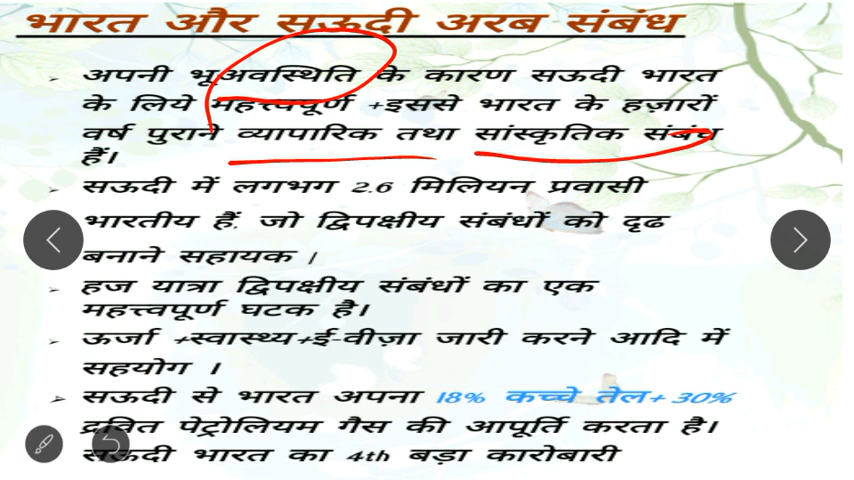 भारत और सऊदी अरब संबंध
अपनी भूअवस्थिति के कारण सऊदी भारत
के लिये महत्त्वपूर्ण +इससे भारत के हज़ारों
वर्ष पुराने व्यापारिक तथा सांस्कृतिक संबंध
हैं।
सऊदी में लगभग 2.6 मिलियन प्रवासी
भारतीय हैं, जो द्विपक्षीय संबंधों को दृढ
बनाने सहायक ।
हज यात्रा द्विपक्षीय संबंधों का एक
महत्त्वपूर्ण घटक है।
ऊर्जा +स्वास्थ्य+ई-वीज़ा जारी करने आदि में
सहयोग ।
सऊदी से भारत अपना 18% कच्चे तेल+ 30%
द्रवित पेट्रोलियम गैस की आपूर्ति करता है।
सऊदी भारत का 4th बड़ा कारोबारी